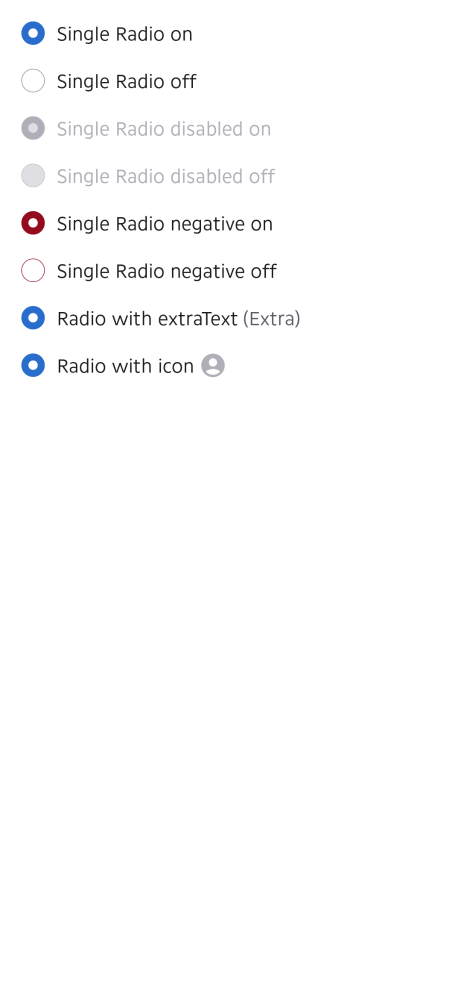 Single Radio on
Single Radio off
Single Radio disabled on
Single Radio disabled off
Single Radio negative on
Single Radio negative off
Radio with extraText (Extra)
Radio with icon